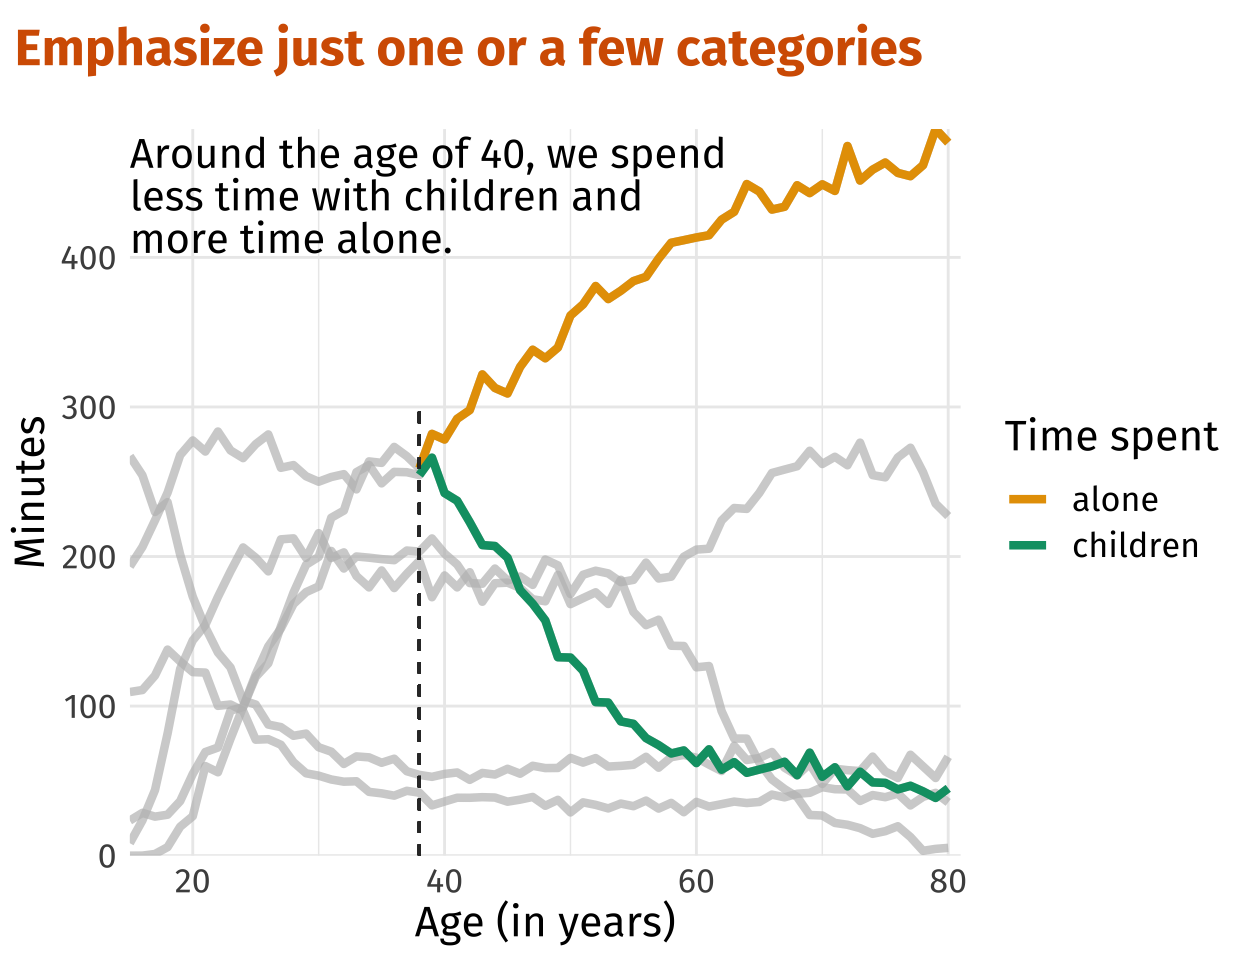 Emphasize just one or a few categories
Around the age of 40, we spend
less time with children and
more time alone.
400
300
200
100
0
Minutes
20
40
60
80
Age (in years)
Time spent
alone
children